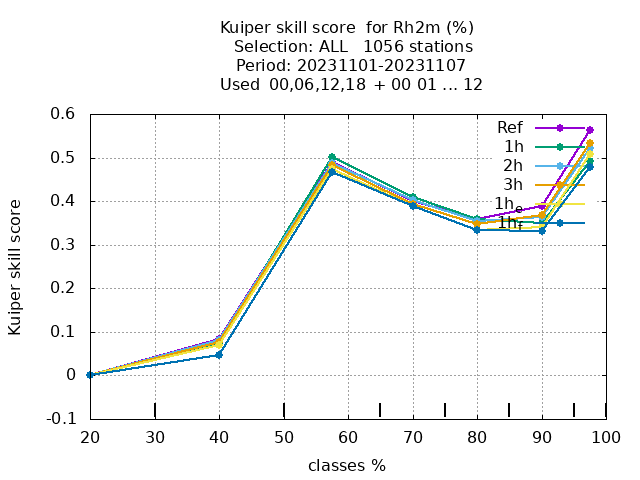 Kuiper skill score  for Rh2m (%)
Selection: ALL   1056 stations
Period: 20231101-20231107
Used  00,06,12,18  + 00 01 ... 12
Kuiper skill score
0.6
0.5
0.4
0.3
0.2
0.1
0
-0.1
Ref
1h
2h
3h
1he
1hf
20 30 40 50 60 70 80 90 100
classes %